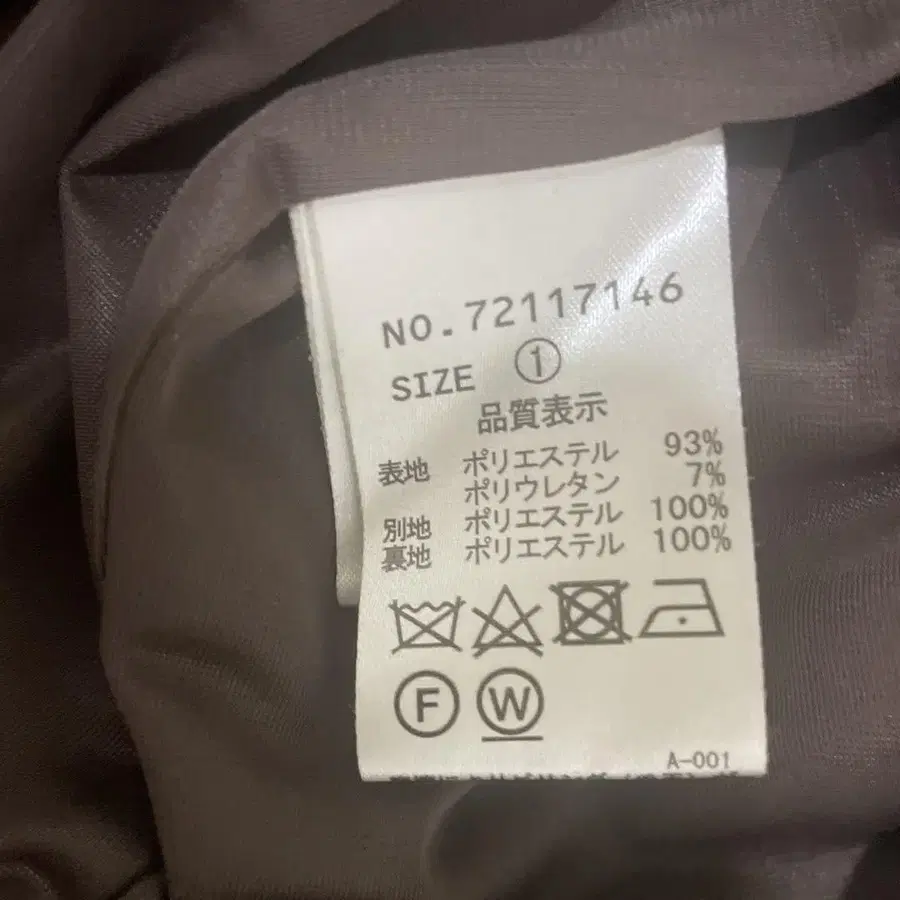 NO.72117146
SIZE ①
品質表示
表地 ポリエステル 93%
ポリウレタン 7%
別地 ポリエステル 100%
裏地 ポリエステル 100%
F W
A-001